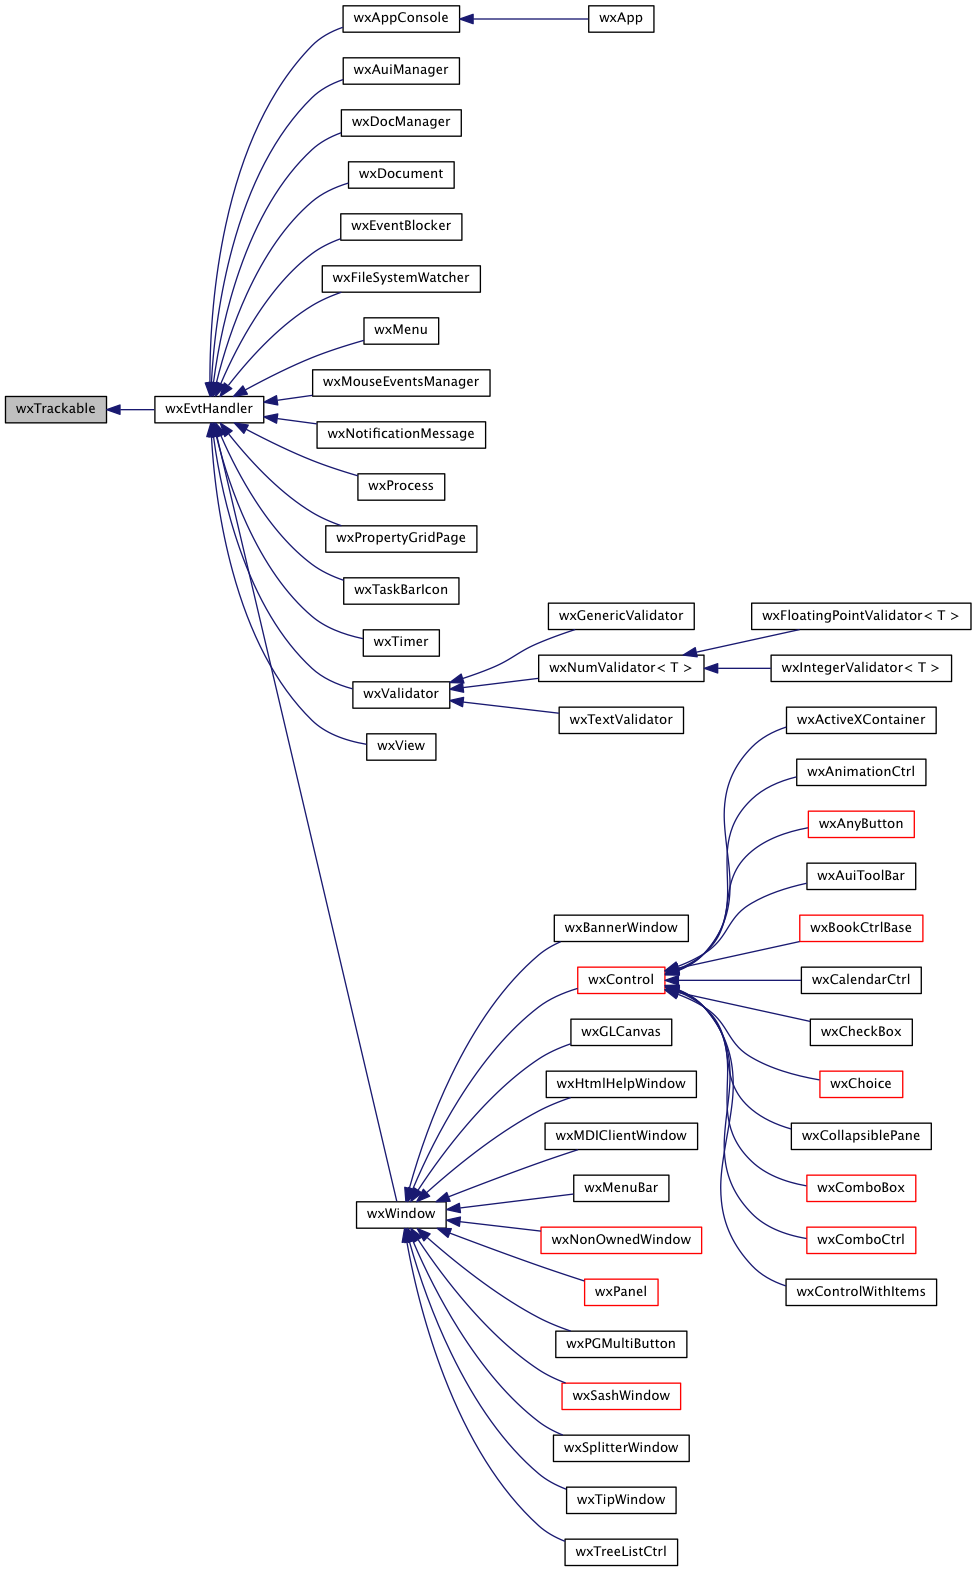 wxAppConsole
wxApp
wxAuiManager
wxDocManager
wxDocument
wxEventBlocker
wxFileSystemWatcher
wxMenu
wxMouseEventsManager
wxTrackable
wxEvtHandler
wxNotificationMessage
wxProcess
wxPropertyGridPage
wxTaskBarIcon
wxTimer
wxGenericValidator
wxFloatingPointValidator< T >
wxNumValidator< T >
wxIntegerValidator< T >
wxValidator
wxTextValidator
wxView
wxActiveXContainer
wxAnimationCtrl
wxAnyButton
wxAuiToolBar
wxBannerWindow
wxBookCtrlBase
wxControl
wxCalendarCtrl
wxGLCanvas
wxCheckBox
wxHtmlHelpWindow
wxChoice
wxMDIClientWindow
wxCollapsiblePane
wxMenuBar
wxComboBox
wxWindow
wxNonOwnedWindow
wxComboCtrl
wxPanel
wxControlWithItems
wxPGMultiButton
wxSashWindow
wxSplitterWindow
wxTipWindow
wxTreeListCtrl